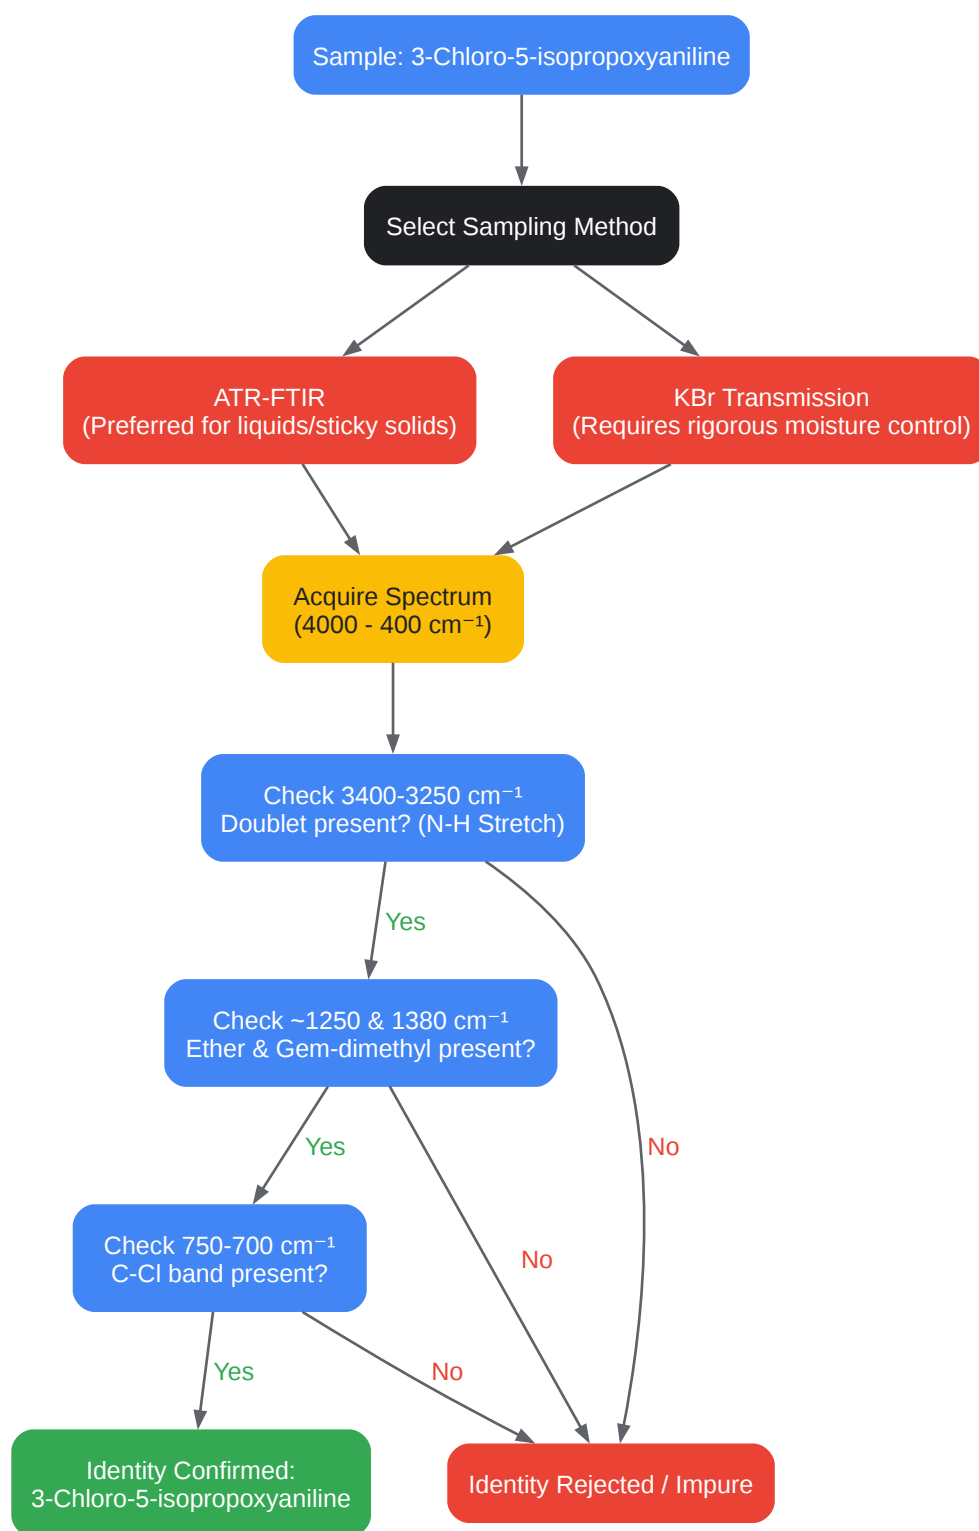 Sample: 3-Chloro-5-isopropoxyaniline
Select Sampling Method
ATR-FTIR
(Preferred for liquids/sticky solids)
KBr Transmission
(Requires rigorous moisture control)
Acquire Spectrum
(4000 - 400 cm⁻¹)
Check 3400-3250 cm⁻¹
Doublet present? (N-H Stretch)
Yes
Check ~1250 & 1380 cm⁻¹
Ether & Gem-dimethyl present?
Yes
No
Check 750-700 cm⁻¹
C-Cl band present?
No
Yes
No
Identity Confirmed:
3-Chloro-5-isopropoxyaniline
Identity Rejected / Impure